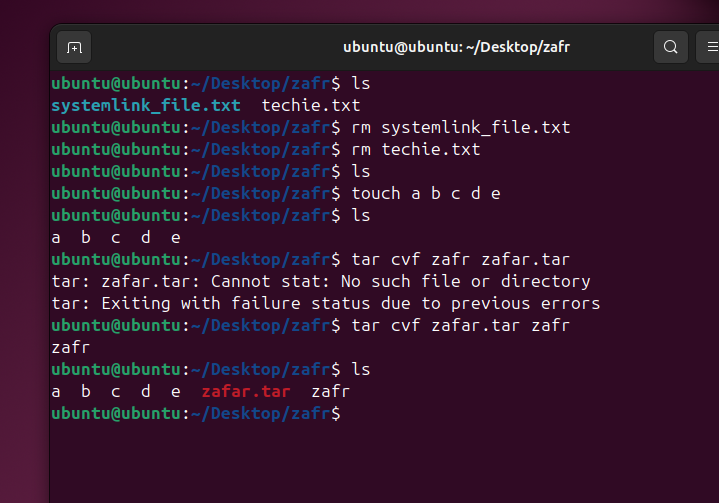 ubuntu@ubuntu: ~/Desktop/zafr
ubuntu@ubuntu:~/Desktop/zafr$ ls
systemlink_file.txt  techie.txt
ubuntu@ubuntu:~/Desktop/zafr$ rm systemlink_file.txt
ubuntu@ubuntu:~/Desktop/zafr$ rm techie.txt
ubuntu@ubuntu:~/Desktop/zafr$ ls
ubuntu@ubuntu:~/Desktop/zafr$ touch a b c d e
ubuntu@ubuntu:~/Desktop/zafr$ ls
a  b  c  d  e
ubuntu@ubuntu:~/Desktop/zafr$ tar cvf zafr zafar.tar
tar: zafar.tar: Cannot stat: No such file or directory
tar: Exiting with failure status due to previous errors
ubuntu@ubuntu:~/Desktop/zafr$ tar cvf zafar.tar zafr
zafr
ubuntu@ubuntu:~/Desktop/zafr$ ls
a  b  c  d  e  zafar.tar  zafr
ubuntu@ubuntu:~/Desktop/zafr$